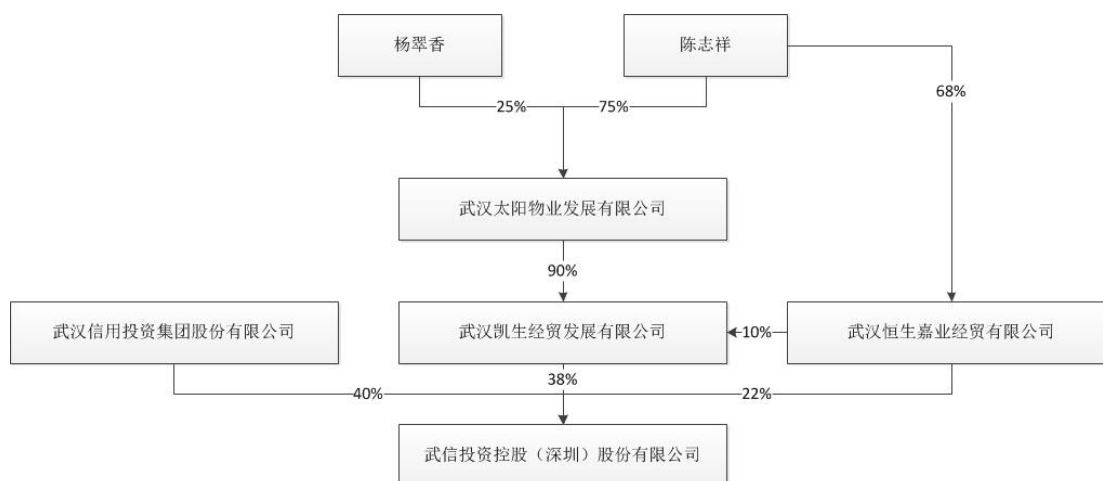 杨翠香
陈志祥
68%
25%
75%
武汉太阳物业发展有限公司
90%
武汉信用投资集团股份有限公司
武汉凯生经贸发展有限公司
10%
武汉恒生嘉业经贸有限公司
38%
40%
22%
武信投资控股（深圳）股份有限公司